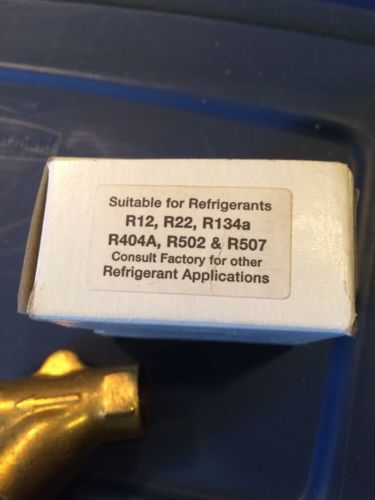 Suitable for Refrigerants
R12, R22, R134a
R404A, R502 & R507
Consult Factory for other
Refrigerant Applications